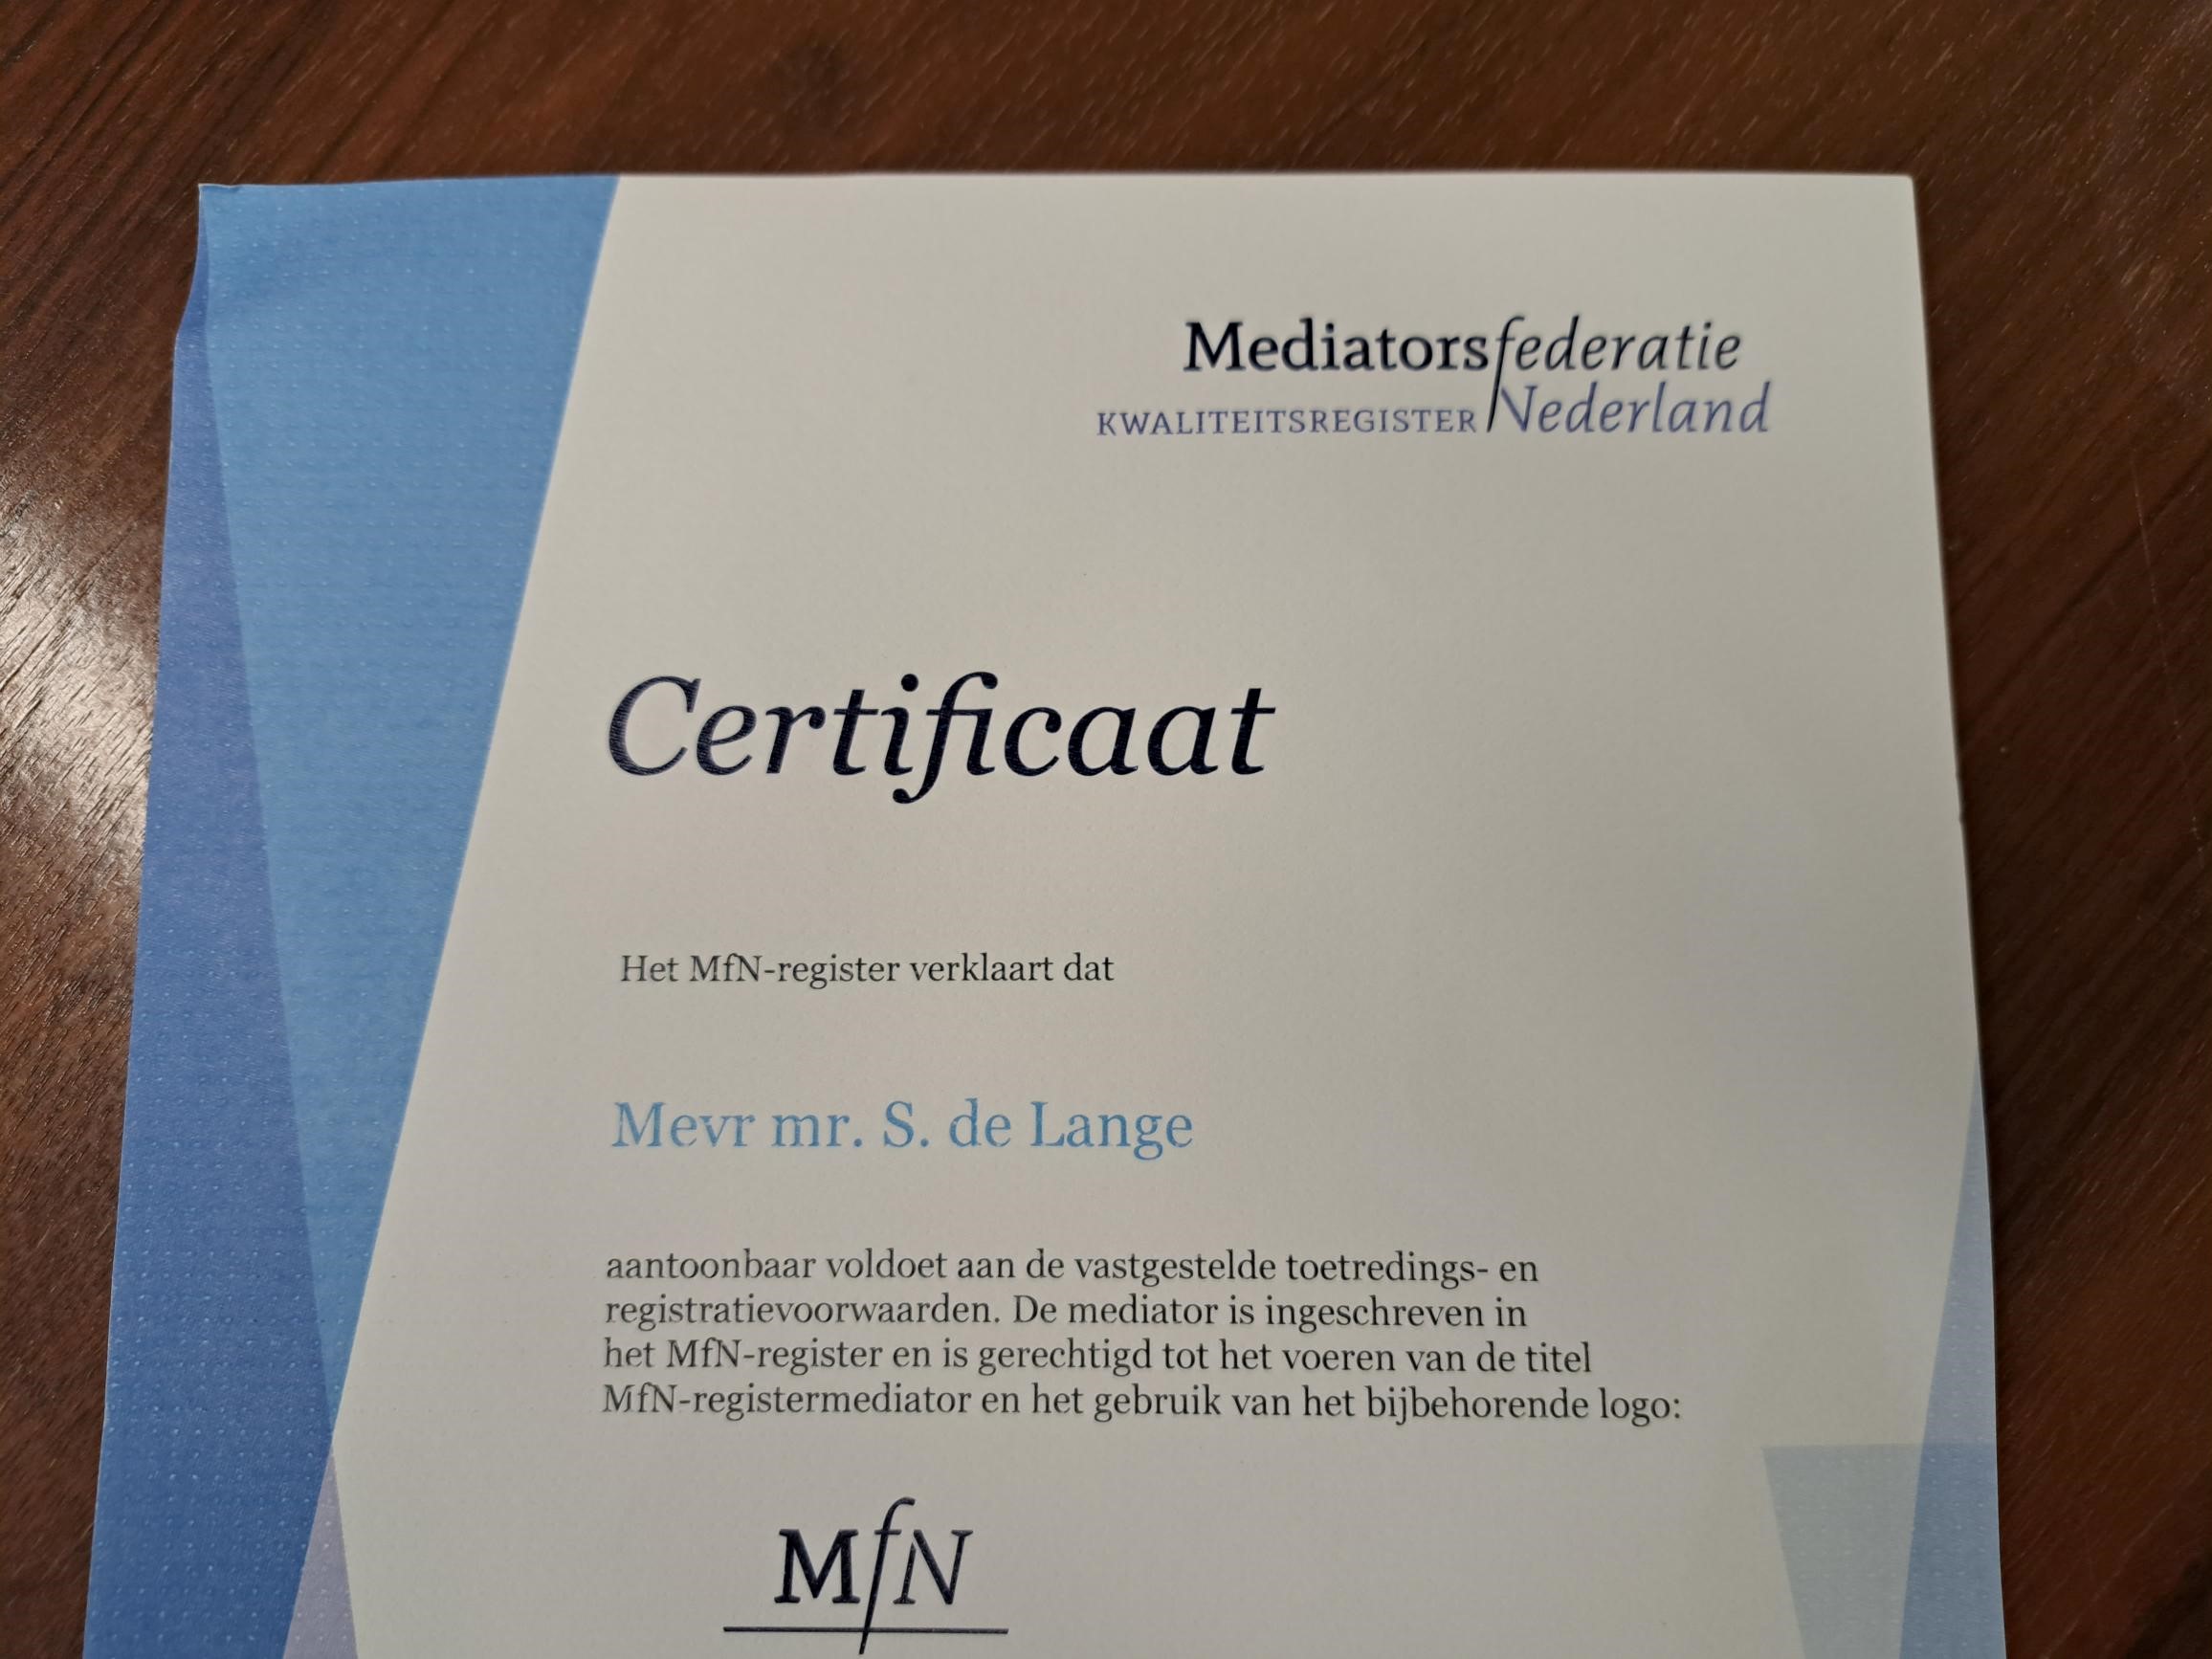 Mediatorsfederatie
KWALITEITSREGISTER Nederland
Certificaat
Het MfN-register verklaart dat
Mevr mr. S. de Lange
aantoonbaar voldoet aan de vastgestelde toetredings- en
registratievoorwaarden. De mediator is ingeschreven in
het MfN-register en is gerechtigd tot het voeren van de titel
MfN-registermediator en het gebruik van het bijbehorende logo:
MfN